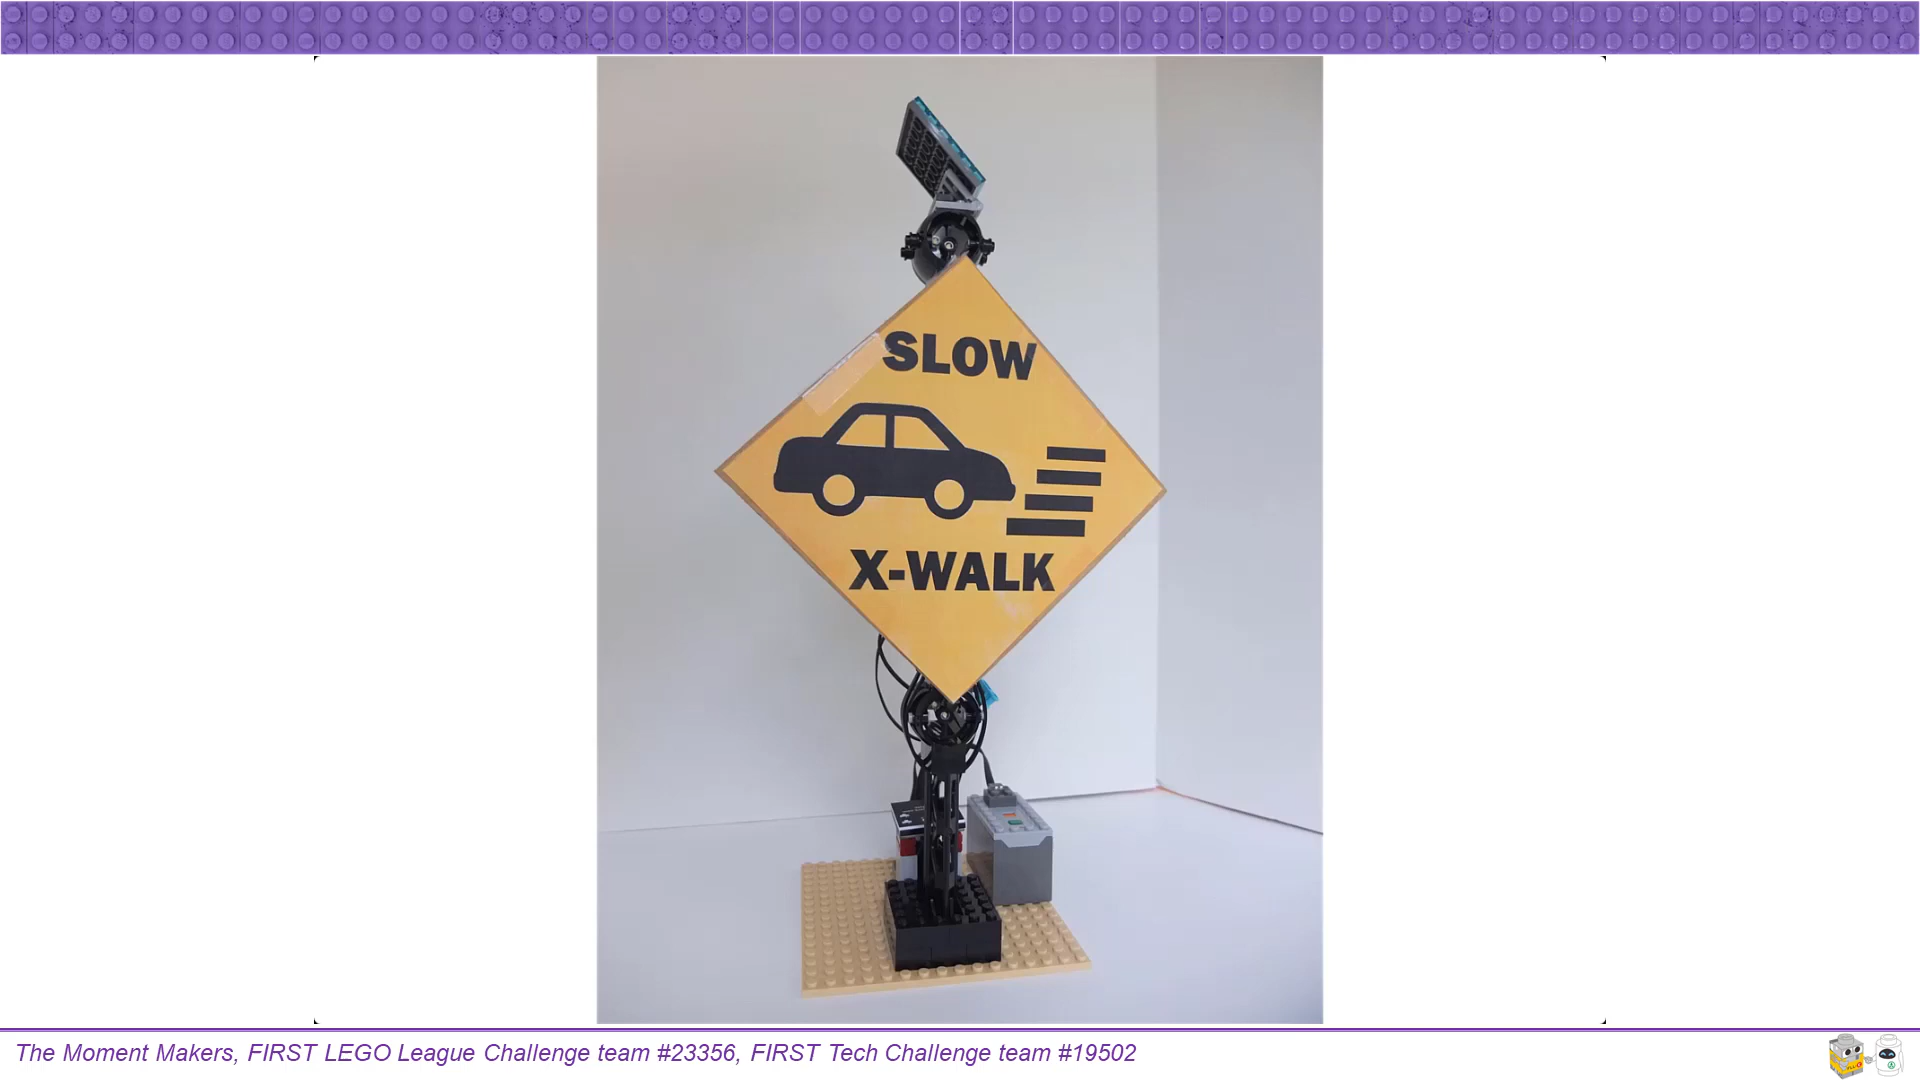 SLOW
X-WALK
The Moment Makers, FIRST LEGO League Challenge team #23356, FIRST Tech Challenge team #19502